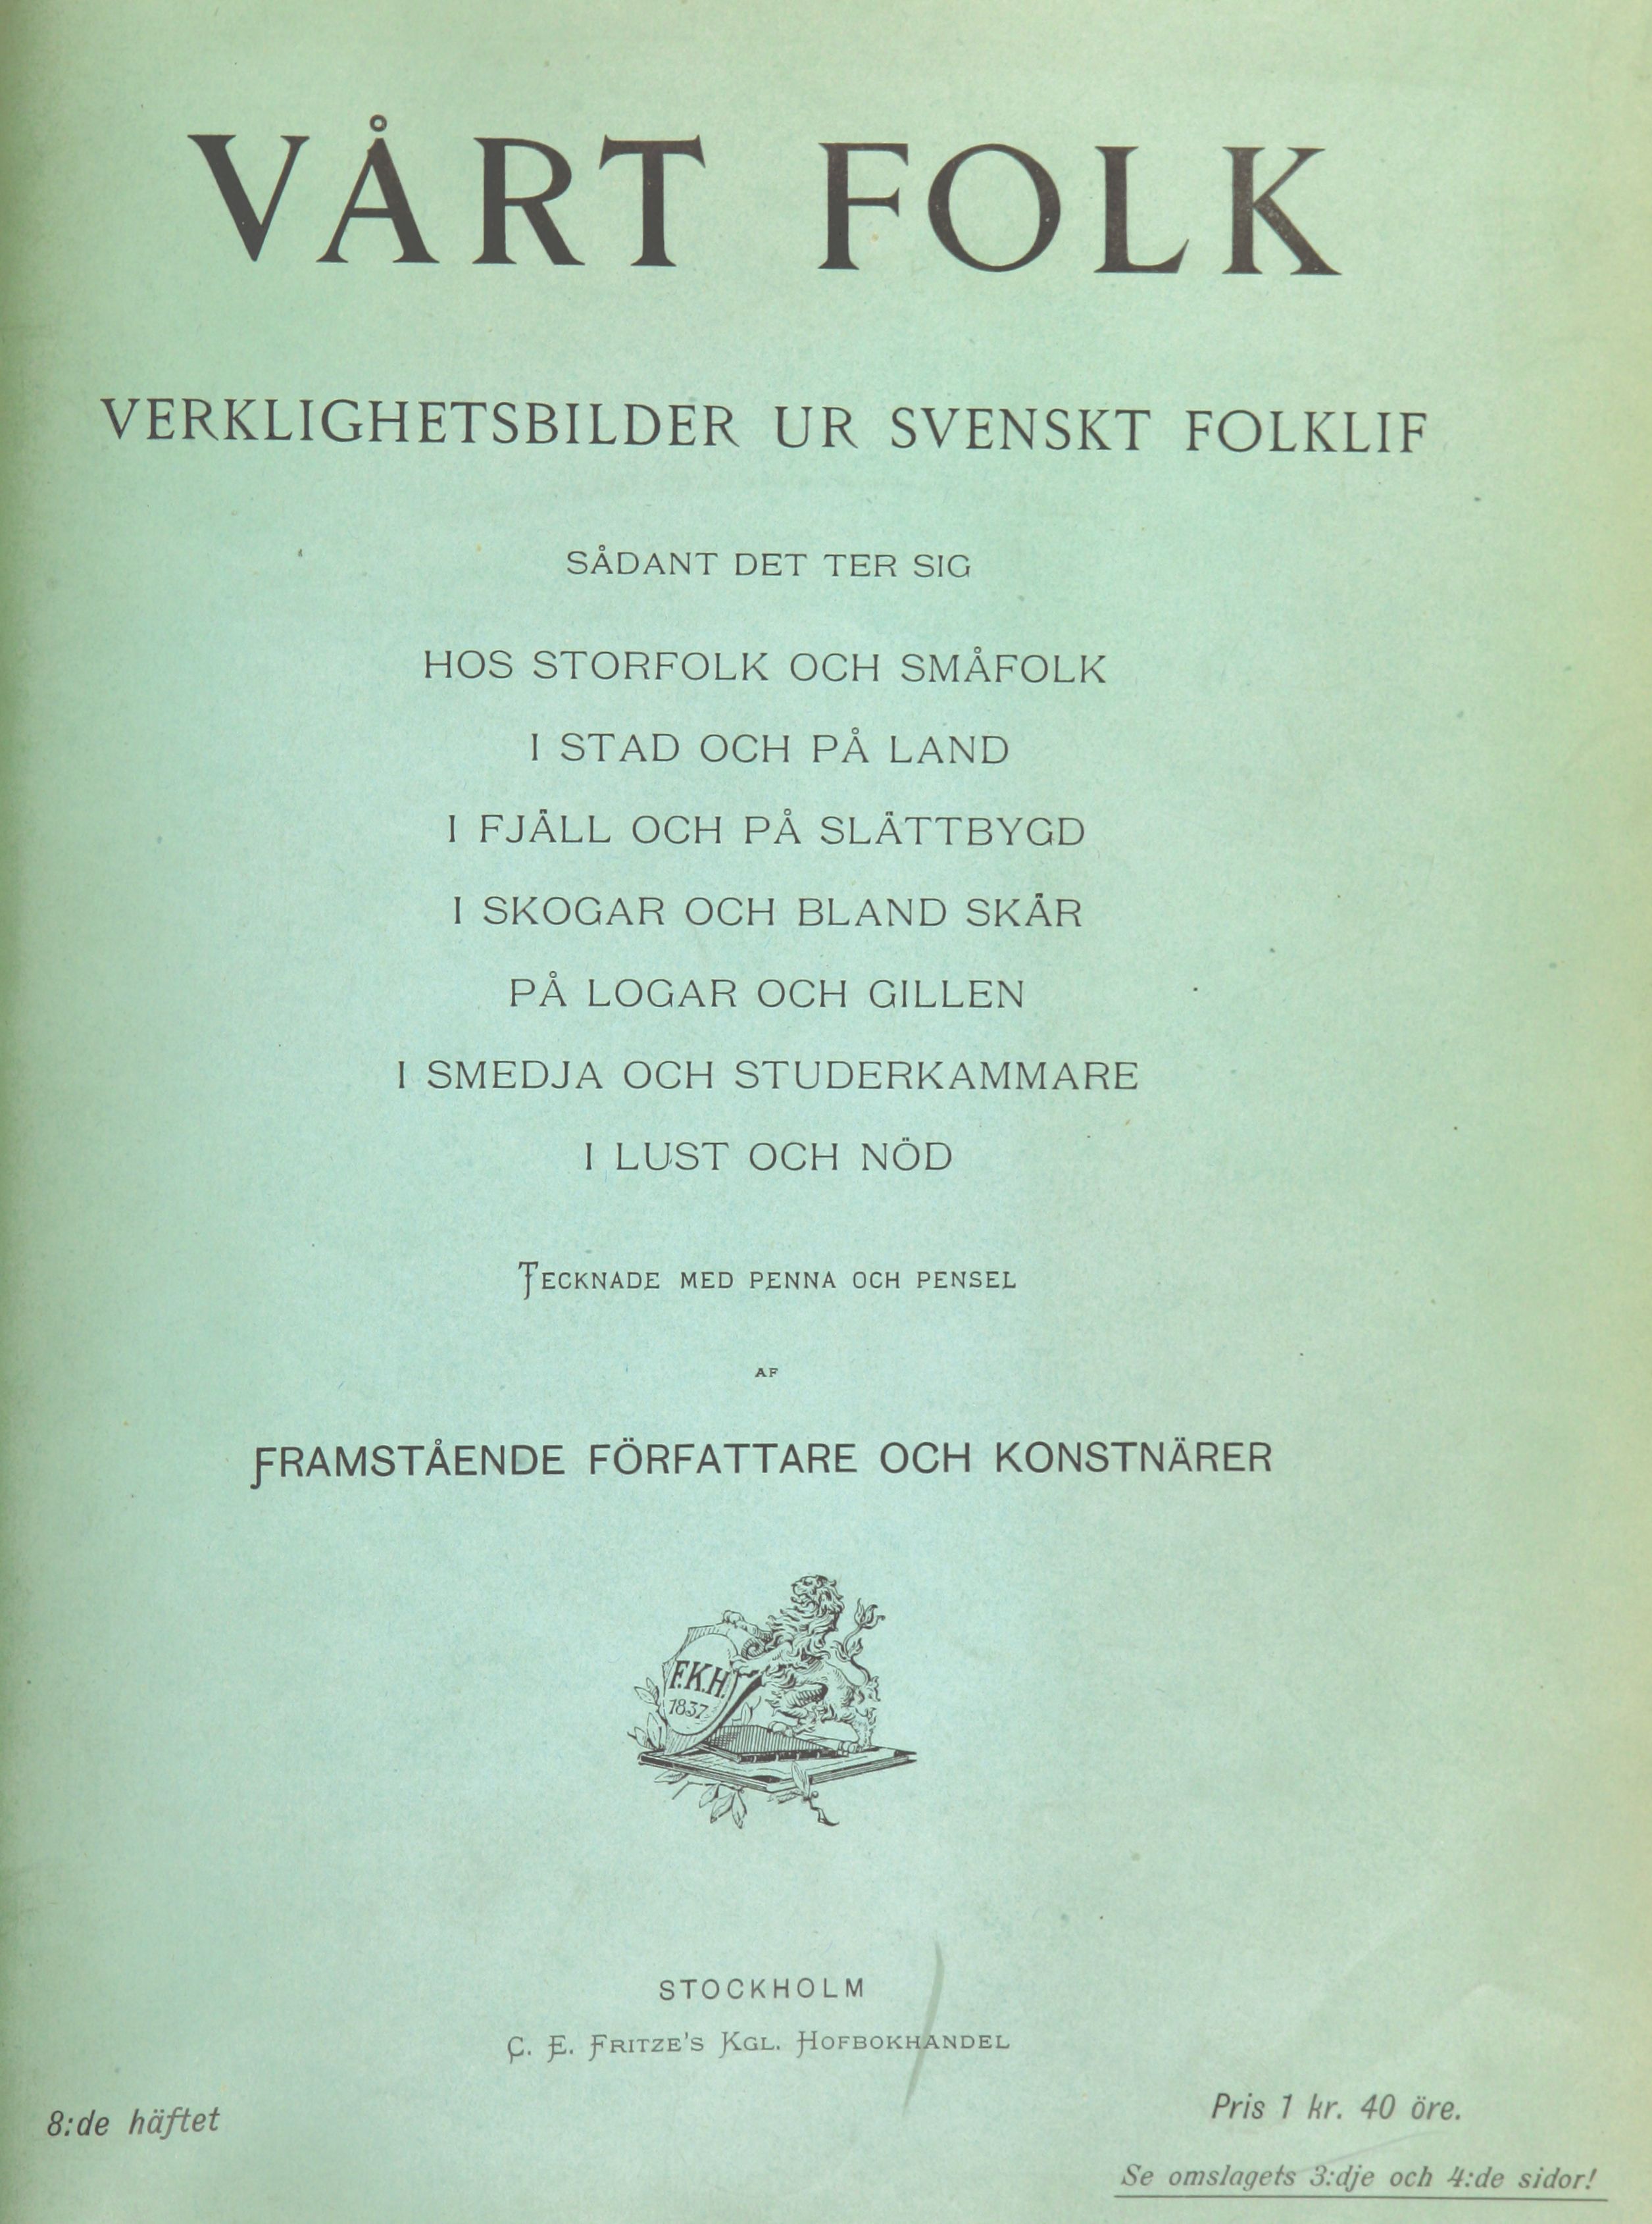 VÅRT FOLK
VERKLIGHETSBILDER UR SVENSKT FOLKLIF
SÅDANT DET TER SIG
HOS STORFOLK OCH SMÅFOLK
I STAD OCH PÅ LAND
I FJÄLL OCH PÅ SLÄTTBYGD
I SKOGAR OCH BLAND SKÄR
PÅ LOGAR OCH GILLEN
I SMEDJA OCH STUDERKAMMARE
I LUST OCH NÖD
TECKNADE MED PENNA OCH PENSEL
AF
FRAMSTÅENDE FÖRFATTARE OCH KONSTNÄRER
F.K.H.
1837
STOCKHOLM
C. E. FRITZE'S KGL. HOFBOKHANDEL
8:de häftet
Pris 1 kr. 40 öre.
Se omslagets 3:dje och 4:de sidor!